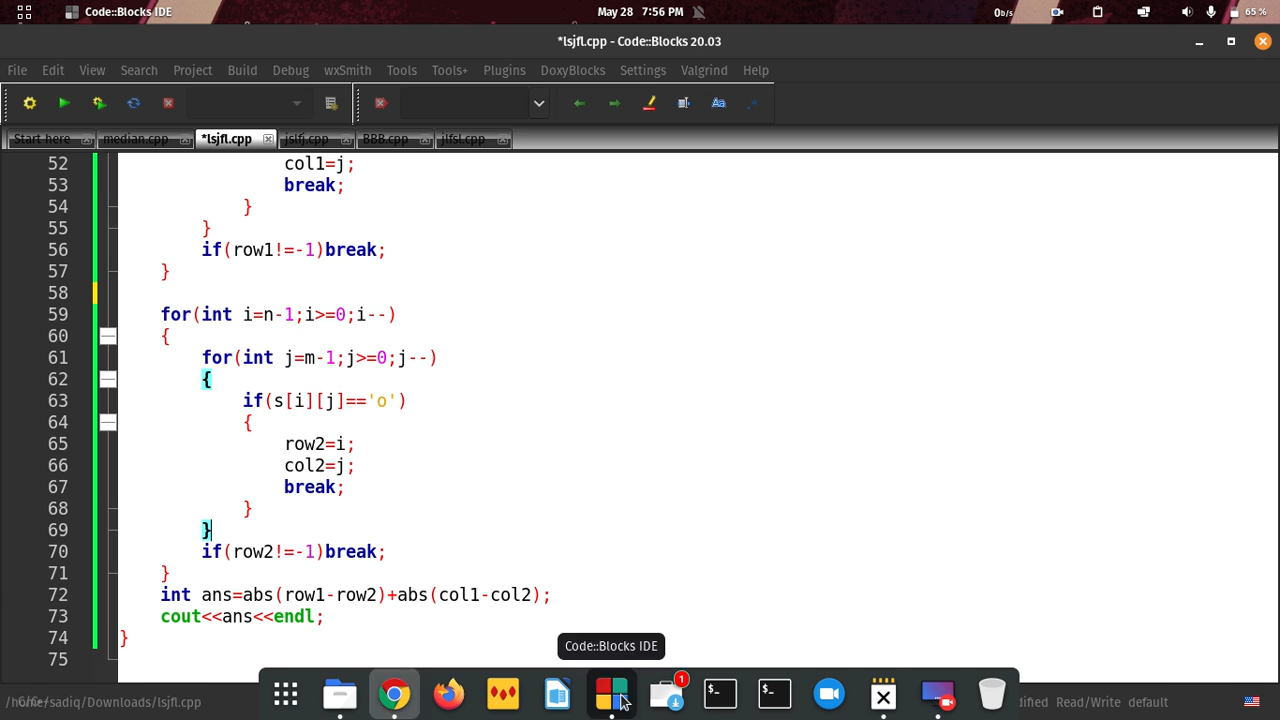 Code::Blocks IDE
May 28 7:56 PM
0b/s
65 %
*lsjfl.cpp - Code::Blocks 20.03
File Edit View Search Project Build Debug wxSmith Tools Tools+ Plugins DoxyBlocks Settings Valgrind Help
Start here median.cpp *lsjfl.cpp jslfj.cpp BBB.cpp jlfsl.cpp
52 col1=j;
53 break;
54 }
55 }
56 if(row1!=-1)break;
57 }
58
59 for(int i=n-1;i>=0;i--)
60 {
61 for(int j=m-1;j>=0;j--)
62 {
63 if(s[i][j]=='o')
64 {
65 row2=i;
66 col2=j;
67 break;
68 }
69 }
70 if(row2!=-1)break;
71 }
72 int ans=abs(row1-row2)+abs(col1-col2);
73 cout<<ans<<endl;
74 }
75
Code::Blocks IDE
1
/home/sadiq/Downloads/lsjfl.cpp
dified Read/Write default